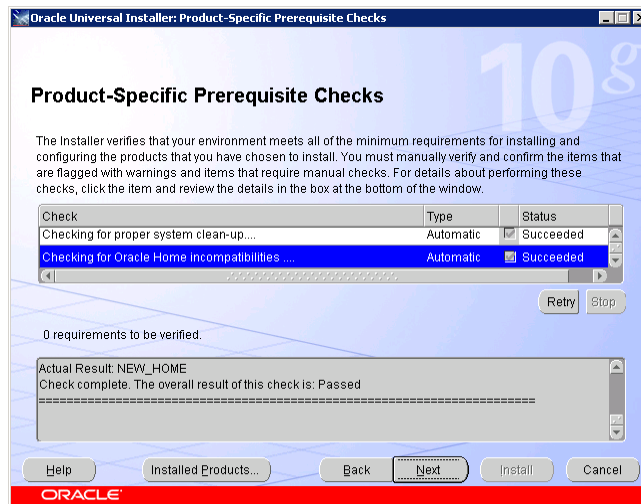 Oracle Universal Installer: Product-Specific Prerequisite Checks
10g
Product-Specific Prerequisite Checks
The Installer verifies that your environment meets all of the minimum requirements for installing and
configuring the products that you have chosen to install. You must manually verify and confirm the items that
are flagged with warnings and items that require manual checks. For details about performing these
checks, click the item and review the details in the box at the bottom of the window.
Check Type Status
Checking for proper system clean-up.... Automatic Succeeded
Checking for Oracle Home incompatibilities .... Automatic Succeeded
Retry Stop
0 requirements to be verified.
Actual Result: NEW_HOME
Check complete. The overall result of this check is: Passed
========================================================================
Help Installed Products... Back Next Install Cancel
ORACLE